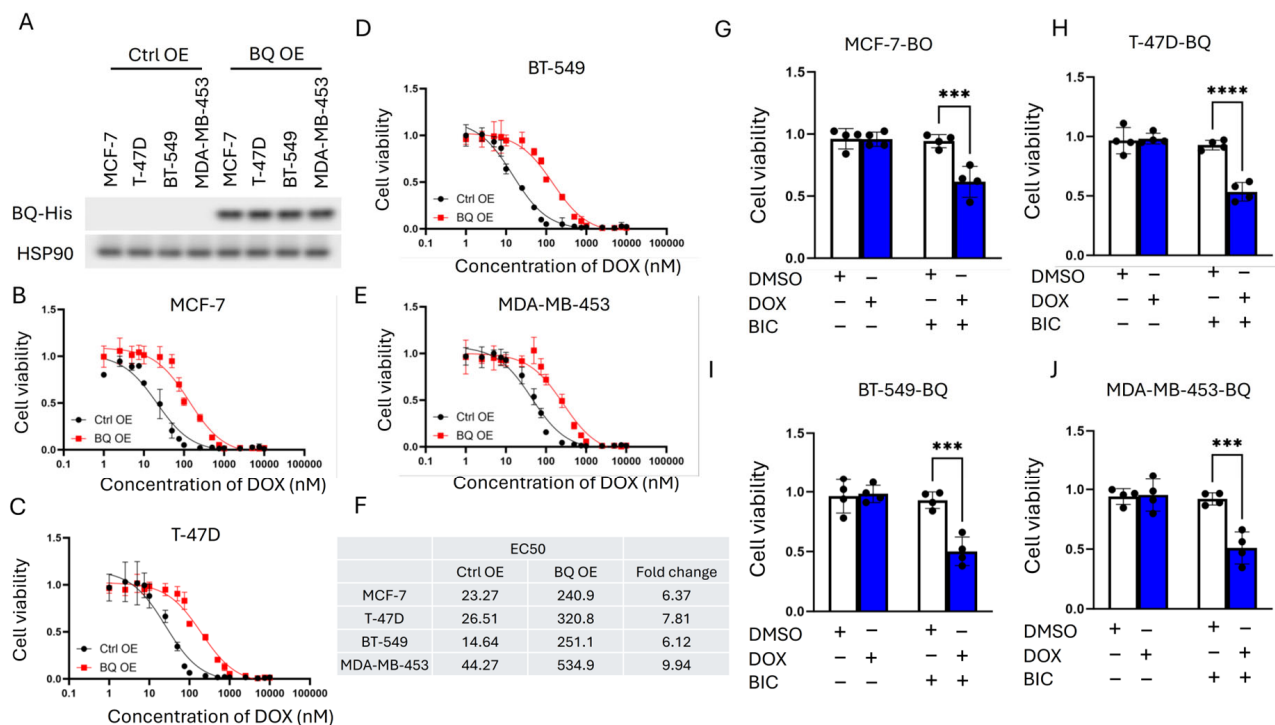 A
Ctrl OE BQ OE
MCF-7 T-47D BT-549 MDA-MB-453 MCF-7 T-47D BT-549 MDA-MB-453
BQ-His
HSP90
B
MCF-7
Cell viability
1.5
1.0
0.5
0.0
Ctrl OE
BQ OE
0.1 1 10 100 1000 10000 100000
Concentration of DOX (nM)
C
T-47D
Cell viability
1.5
1.0
0.5
0.0
Ctrl OE
BQ OE
0.1 1 10 100 1000 10000 100000
Concentration of DOX (nM)
D
BT-549
Cell viability
1.5
1.0
0.5
0.0
Ctrl OE
BQ OE
0.1 1 10 100 1000 10000 100000
Concentration of DOX (nM)
E
MDA-MB-453
Cell viability
1.5
1.0
0.5
0.0
Ctrl OE
BQ OE
0.1 1 10 100 1000 10000 100000
Concentration of DOX (nM)
F
EC50
Ctrl OE BQ OE Fold change
MCF-7 23.27 240.9 6.37
T-47D 26.51 320.8 7.81
BT-549 14.64 251.1 6.12
MDA-MB-453 44.27 534.9 9.94
G
MCF-7-BO
Cell viability
1.5
1.0
0.5
0.0
***
DMSO + − + −
DOX − + − +
BIC − − + +
H
T-47D-BQ
Cell viability
1.5
1.0
0.5
0.0
****
DMSO + − + −
DOX − + − +
BIC − − + +
I
BT-549-BQ
Cell viability
1.5
1.0
0.5
0.0
***
DMSO + − + −
DOX − + − +
BIC − − + +
J
MDA-MB-453-BQ
Cell viability
1.5
1.0
0.5
0.0
***
DMSO + − + −
DOX − + − +
BIC − − + +